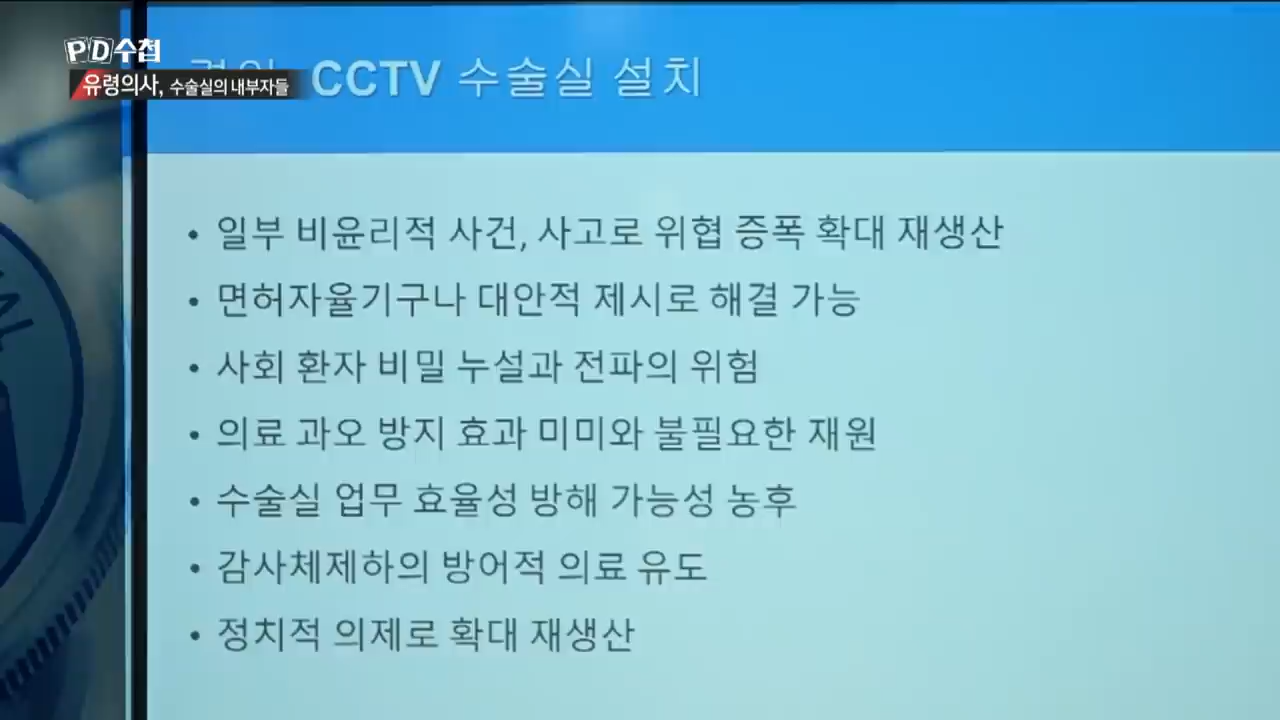 PD수첩
유령의사, 수술실의 내부자들
CCTV 수술실 설치
• 일부 비윤리적 사건, 사고로 위협 증폭 확대 재생산
• 면허자율기구나 대안적 제시로 해결 가능
• 사회 환자 비밀 누설과 전파의 위험
• 의료 과오 방지 효과 미미와 불필요한 재원
• 수술실 업무 효율성 방해 가능성 농후
• 감사체제하의 방어적 의료 유도
• 정치적 의제로 확대 재생산